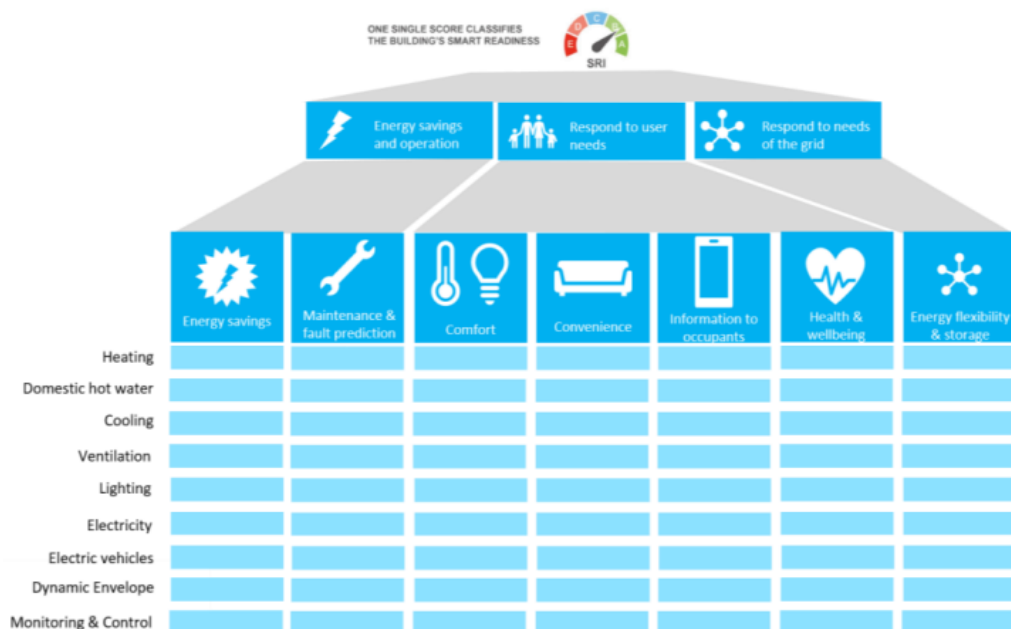 ONE SINGLE SCORE CLASSIFIES
THE BUILDING'S SMART READINESS
E D C B A
SRI
Energy savings
and operation
Respond to user
needs
Respond to needs
of the grid
Energy savings
Maintenance &
fault prediction
Comfort
Convenience
Information to
occupants
Health &
wellbeing
Energy flexibility
& storage
Heating
Domestic hot water
Cooling
Ventilation
Lighting
Electricity
Electric vehicles
Dynamic Envelope
Monitoring & Control